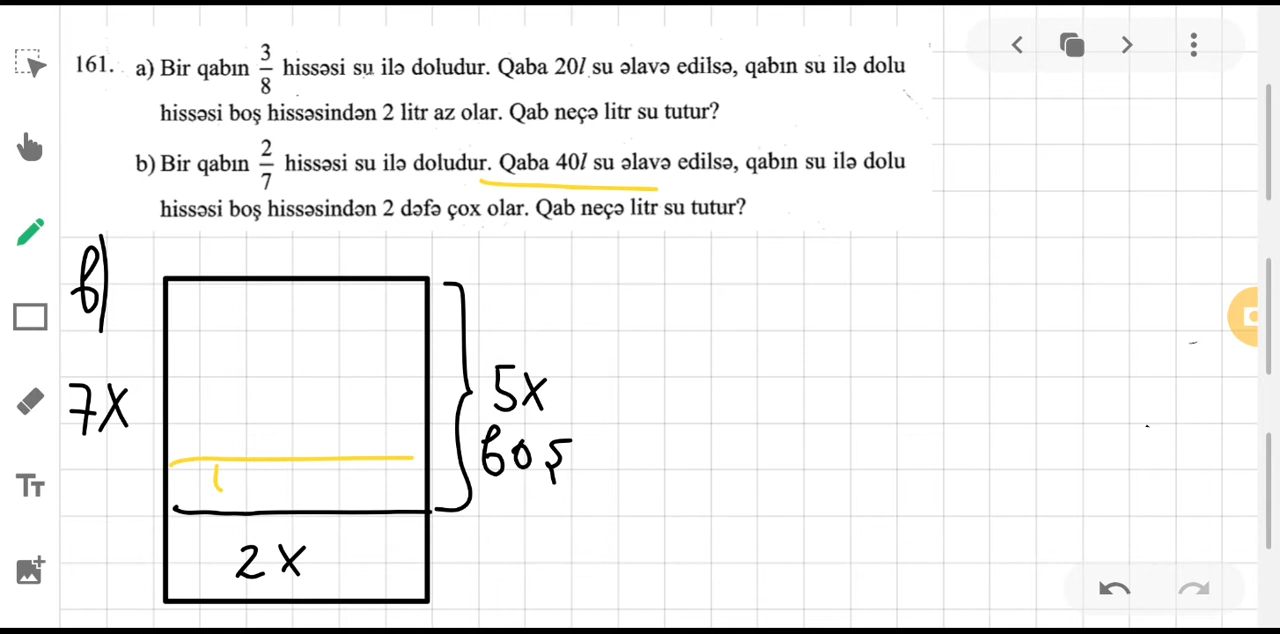 161. a) Bir qabın 3/8 hissəsi su ilə doludur. Qaba 20l su əlavə edilsə, qabın su ilə dolu
hissəsi boş hissəsindən 2 litr az olar. Qab neçə litr su tutur?
b) Bir qabın 2/7 hissəsi su ilə doludur. Qaba 40l su əlavə edilsə, qabın su ilə dolu
hissəsi boş hissəsindən 2 dəfə çox olar. Qab neçə litr su tutur?
b)
7x
5x
boş
2x
TT